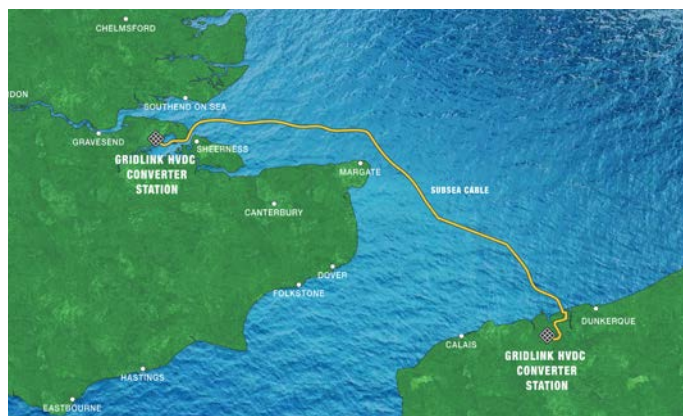 CHELMSFORD
NDON
SOUTHEND ON SEA
GRAVESEND
SHEERNESS
GRIDLINK HVDC
CONVERTER
STATION
MARGATE
SUBSEA CABLE
CANTERBURY
DOVER
FOLKSTONE
DUNKERQUE
CALAIS
GRIDLINK HVDC
CONVERTER
STATION
HASTINGS
EASTBOURNE